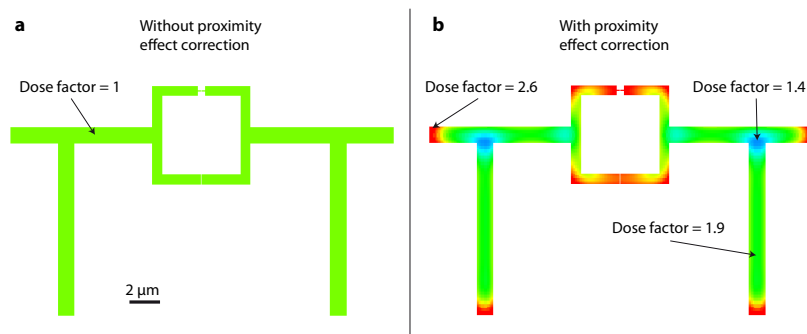 a
Without proximity
effect correction
Dose factor = 1
2 μm
b
With proximity
effect correction
Dose factor = 2.6
Dose factor = 1.4
Dose factor = 1.9